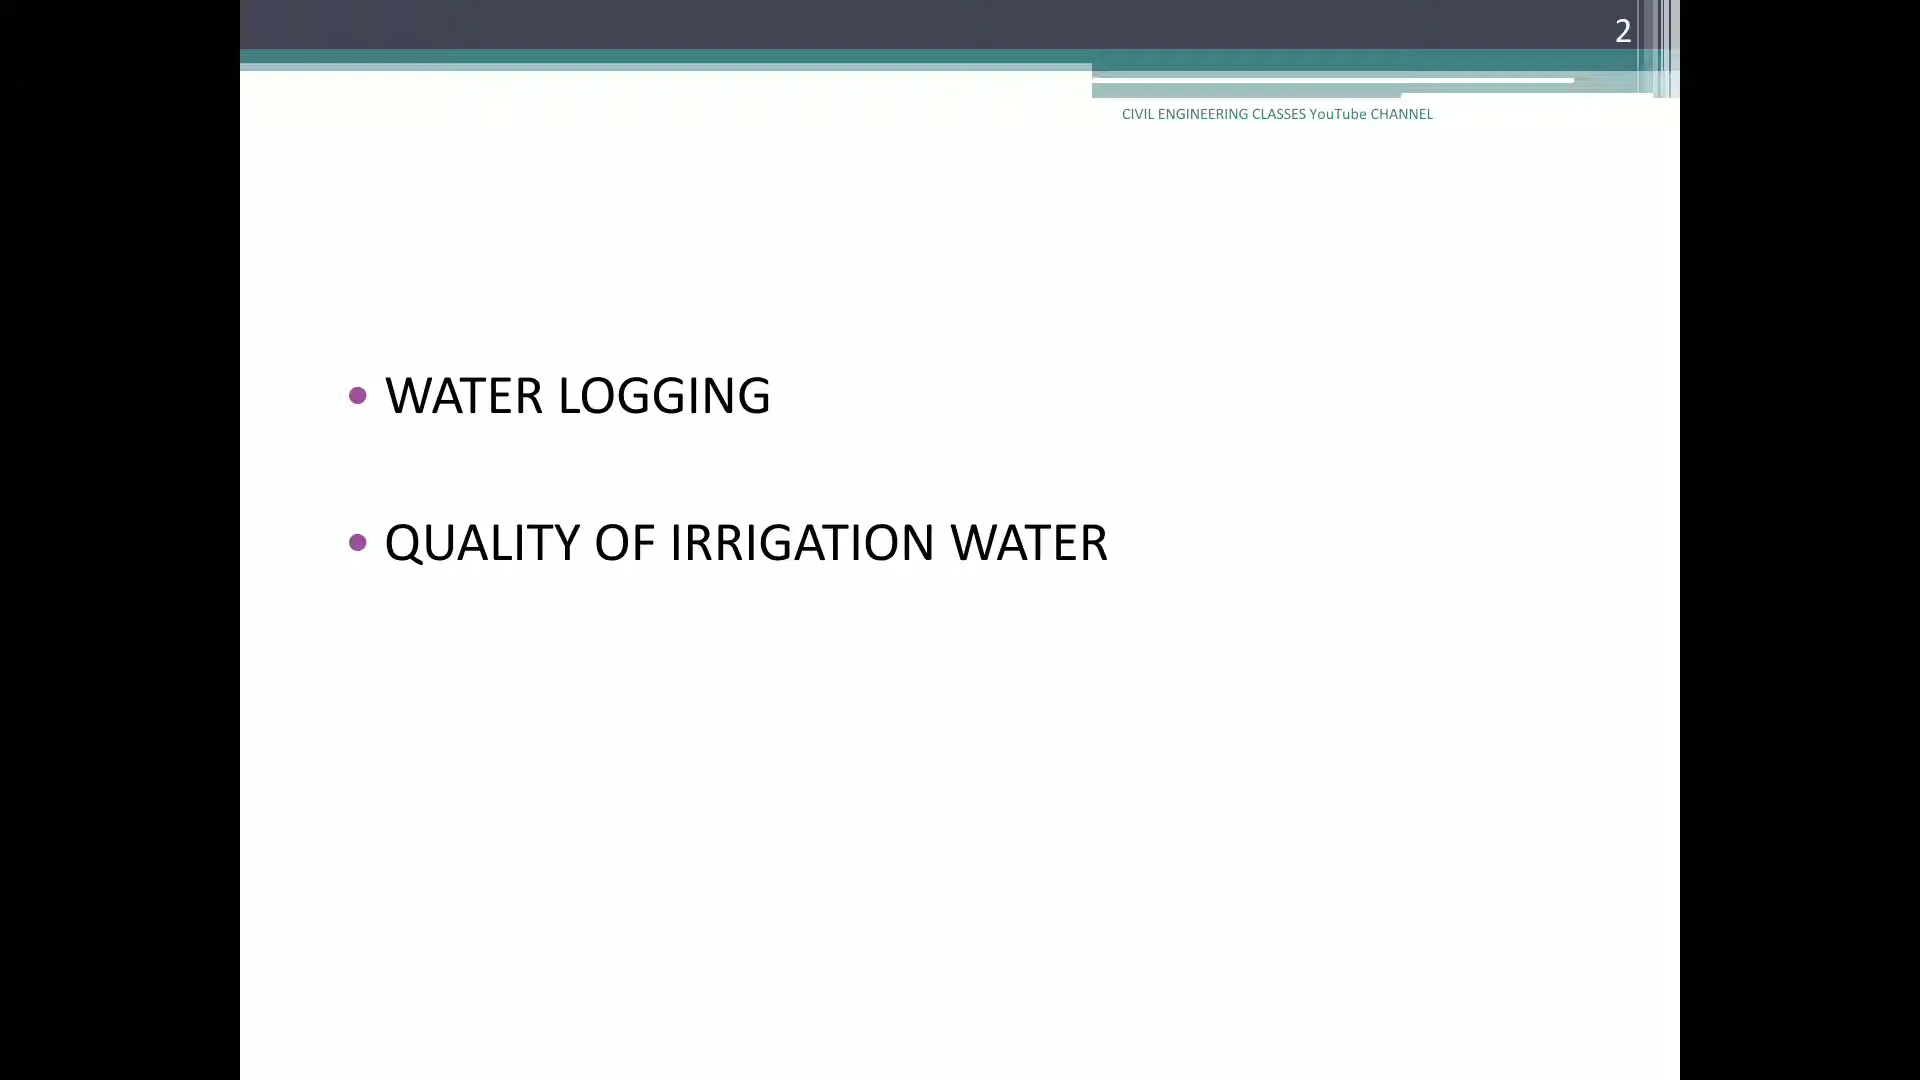 2
CIVIL ENGINEERING CLASSES YouTube CHANNEL
• WATER LOGGING
• QUALITY OF IRRIGATION WATER